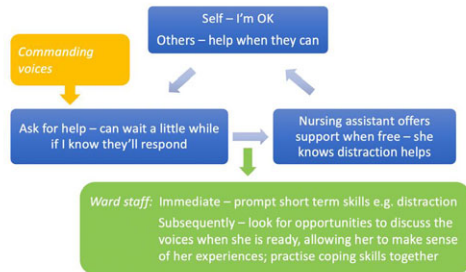 Self – I'm OK
Others – help when they can
Commanding
voices
Ask for help – can wait a little while
if I know they'll respond
Nursing assistant offers
support when free – she
knows distraction helps
Ward staff: Immediate – prompt short term skills e.g. distraction
Subsequently – look for opportunities to discuss the
voices when she is ready, allowing her to make sense
of her experiences; practise coping skills together